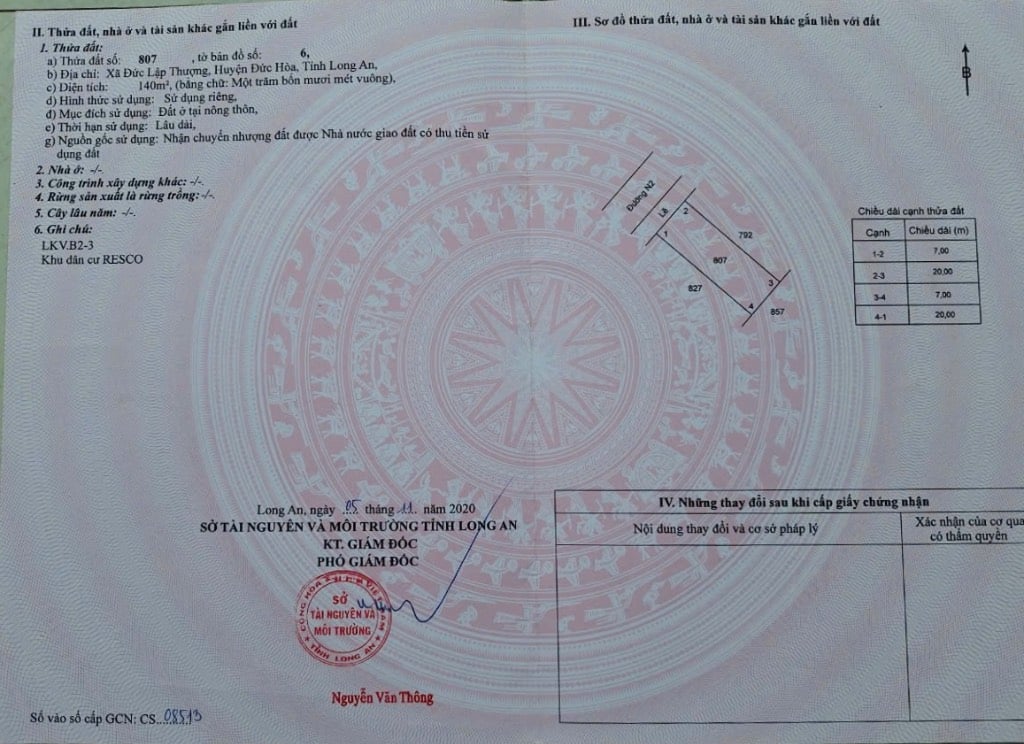 II. Thửa đất, nhà ở và tài sản khác gắn liền với đất
1. Thửa đất:
a) Thửa đất số: 807 , tờ bản đồ số: 6,
b) Địa chỉ: Xã Đức Lập Thượng, Huyện Đức Hòa, Tỉnh Long An,
c) Diện tích: 140m², (bằng chữ: Một trăm bốn mươi mét vuông),
d) Hình thức sử dụng: Sử dụng riêng,
đ) Mục đích sử dụng: Đất ở tại nông thôn,
e) Thời hạn sử dụng: Lâu dài,
g) Nguồn gốc sử dụng: Nhận chuyển nhượng đất được Nhà nước giao đất có thu tiền sử
dụng đất
2. Nhà ở: -/-.
3. Công trình xây dựng khác: -/-.
4. Rừng sản xuất là rừng trồng: -/-.
5. Cây lâu năm: -/-.
6. Ghi chú:
LKV.B2-3
Khu dân cư RESCO
Long An, ngày 05 tháng 11 năm 2020
SỞ TÀI NGUYÊN VÀ MÔI TRƯỜNG TỈNH LONG AN
KT. GIÁM ĐỐC
PHÓ GIÁM ĐỐC
SỞ
TÀI NGUYÊN VÀ
MÔI TRƯỜNG
TỈNH LONG AN
Nguyễn Văn Thông
Số vào sổ cấp GCN: CS 08513
III. Sơ đồ thửa đất, nhà ở và tài sản khác gắn liền với đất
B
Đường N2
Lề
1
2
792
807
827
3
4
857
Chiều dài cạnh thửa đất
Cạnh Chiều dài (m)
1-2 7,00
2-3 20,00
3-4 7,00
4-1 20,00
IV. Những thay đổi sau khi cấp giấy chứng nhận
Nội dung thay đổi và cơ sở pháp lý
Xác nhận của cơ qua
có thẩm quyền